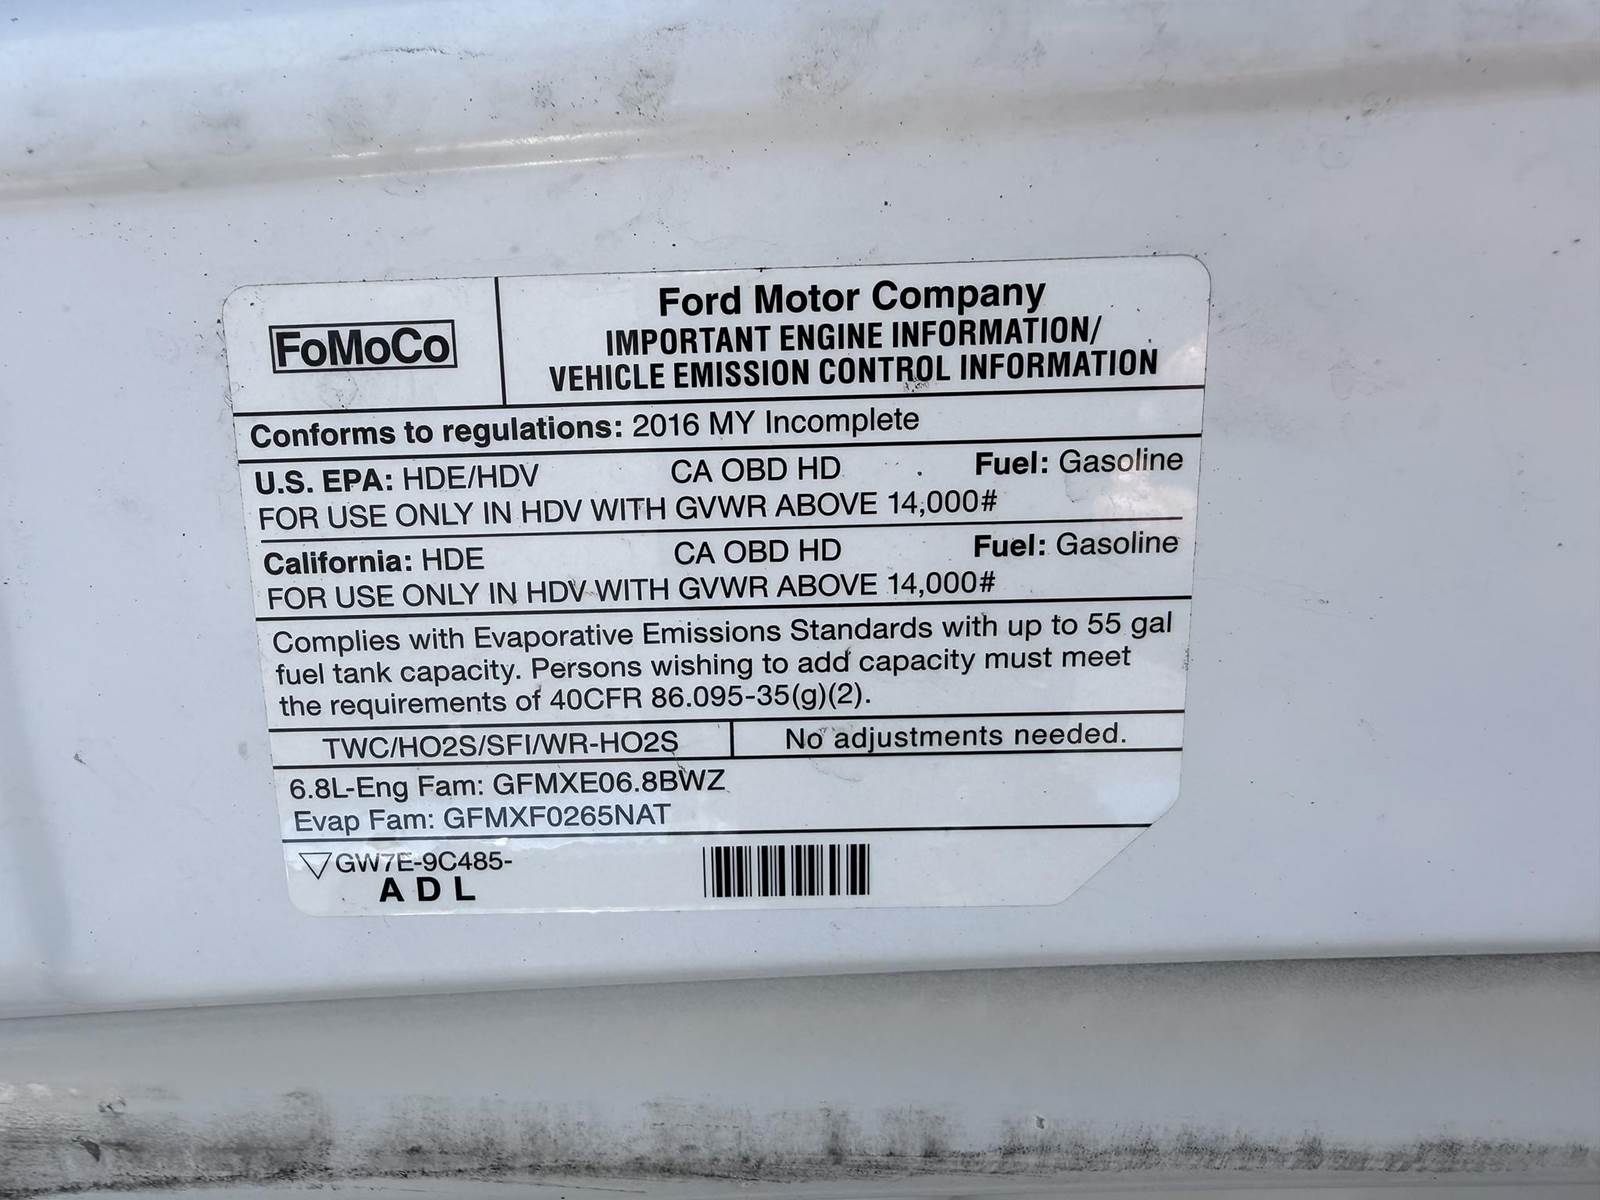 FoMoCo
Ford Motor Company
IMPORTANT ENGINE INFORMATION/
VEHICLE EMISSION CONTROL INFORMATION
Conforms to regulations: 2016 MY Incomplete
U.S. EPA: HDE/HDV CA OBD HD Fuel: Gasoline
FOR USE ONLY IN HDV WITH GVWR ABOVE 14,000#
California: HDE CA OBD HD Fuel: Gasoline
FOR USE ONLY IN HDV WITH GVWR ABOVE 14,000#
Complies with Evaporative Emissions Standards with up to 55 gal
fuel tank capacity. Persons wishing to add capacity must meet
the requirements of 40CFR 86.095-35(g)(2).
TWC/HO2S/SFI/WR-HO2S No adjustments needed.
6.8L-Eng Fam: GFMXE06.8BWZ
Evap Fam: GFMXF0265NAT
GW7E-9C485-
A D L